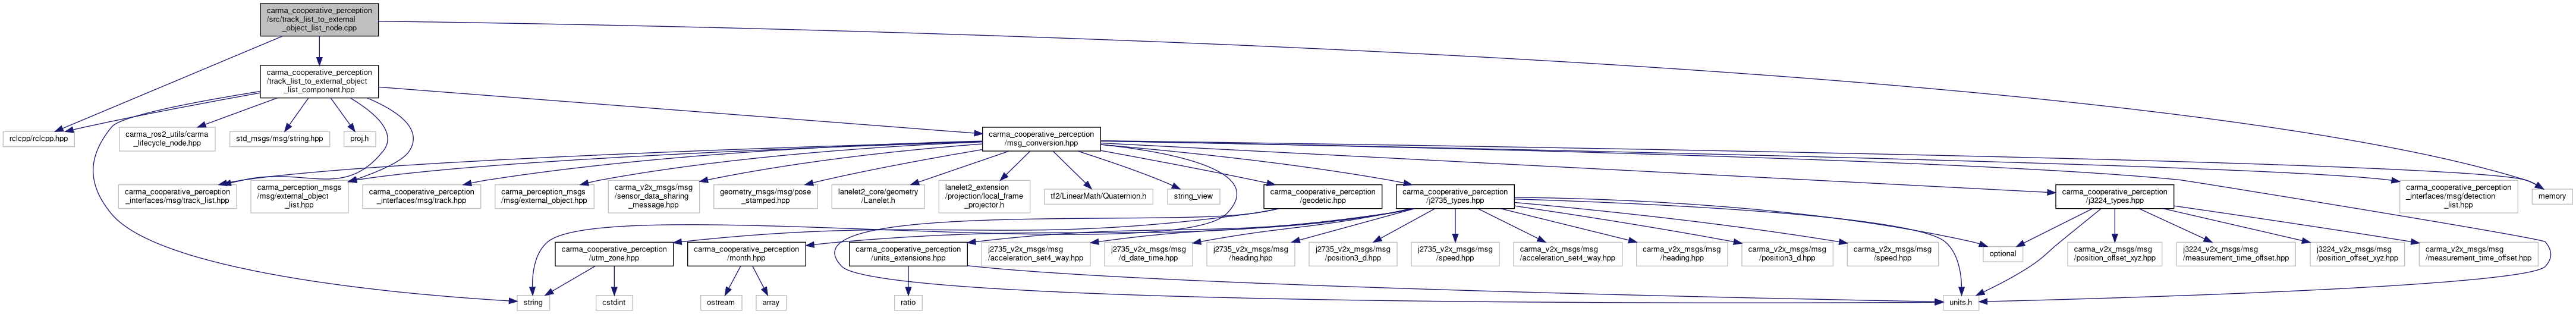 carma_cooperative_perception
/src/track_list_to_external
_object_list_node.cpp
carma_cooperative_perception
/track_list_to_external_object
_list_component.hpp
rclcpp/rclcpp.hpp
carma_ros2_utils/carma
_lifecycle_node.hpp
std_msgs/msg/string.hpp
proj.h
carma_cooperative_perception
/msg_conversion.hpp
carma_cooperative_perception
_interfaces/msg/track_list.hpp
carma_perception_msgs
/msg/external_object
_list.hpp
carma_cooperative_perception
_interfaces/msg/track.hpp
carma_perception_msgs
/msg/external_object.hpp
carma_v2x_msgs/msg
/sensor_data_sharing
_message.hpp
geometry_msgs/msg/pose
_stamped.hpp
lanelet2_core/geometry
/Lanelet.h
lanelet2_extension
/projection/local_frame
_projector.h
tf2/LinearMath/Quaternion.h
string_view
carma_cooperative_perception
/geodetic.hpp
carma_cooperative_perception
/j2735_types.hpp
carma_cooperative_perception
/j3224_types.hpp
carma_cooperative_perception
_interfaces/msg/detection
_list.hpp
memory
carma_cooperative_perception
/utm_zone.hpp
carma_cooperative_perception
/month.hpp
carma_cooperative_perception
/units_extensions.hpp
j2735_v2x_msgs/msg
/acceleration_set4_way.hpp
j2735_v2x_msgs/msg
/d_date_time.hpp
j2735_v2x_msgs/msg
/heading.hpp
j2735_v2x_msgs/msg
/position3_d.hpp
j2735_v2x_msgs/msg
/speed.hpp
carma_v2x_msgs/msg
/acceleration_set4_way.hpp
carma_v2x_msgs/msg
/heading.hpp
carma_v2x_msgs/msg
/position3_d.hpp
carma_v2x_msgs/msg
/speed.hpp
optional
carma_v2x_msgs/msg
/position_offset_xyz.hpp
j3224_v2x_msgs/msg
/measurement_time_offset.hpp
j3224_v2x_msgs/msg
/position_offset_xyz.hpp
carma_v2x_msgs/msg
/measurement_time_offset.hpp
string
cstdint
ostream
array
ratio
units.h